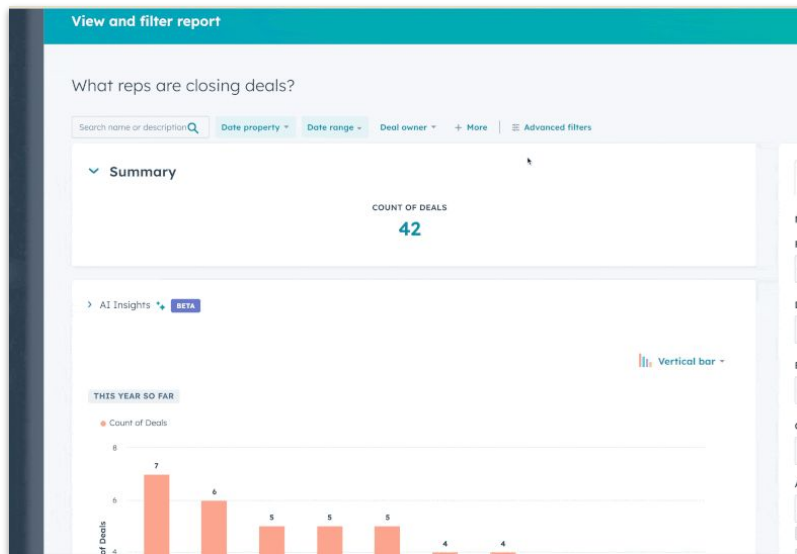 View and filter report
What reps are closing deals?
Search name or description
Date property
Date range
Deal owner
+ More
Advanced filters
Summary
COUNT OF DEALS
42
AI Insights
BETA
Vertical bar
THIS YEAR SO FAR
Count of Deals
8
7
6
6
5
5
5
4
4
4
of Deals